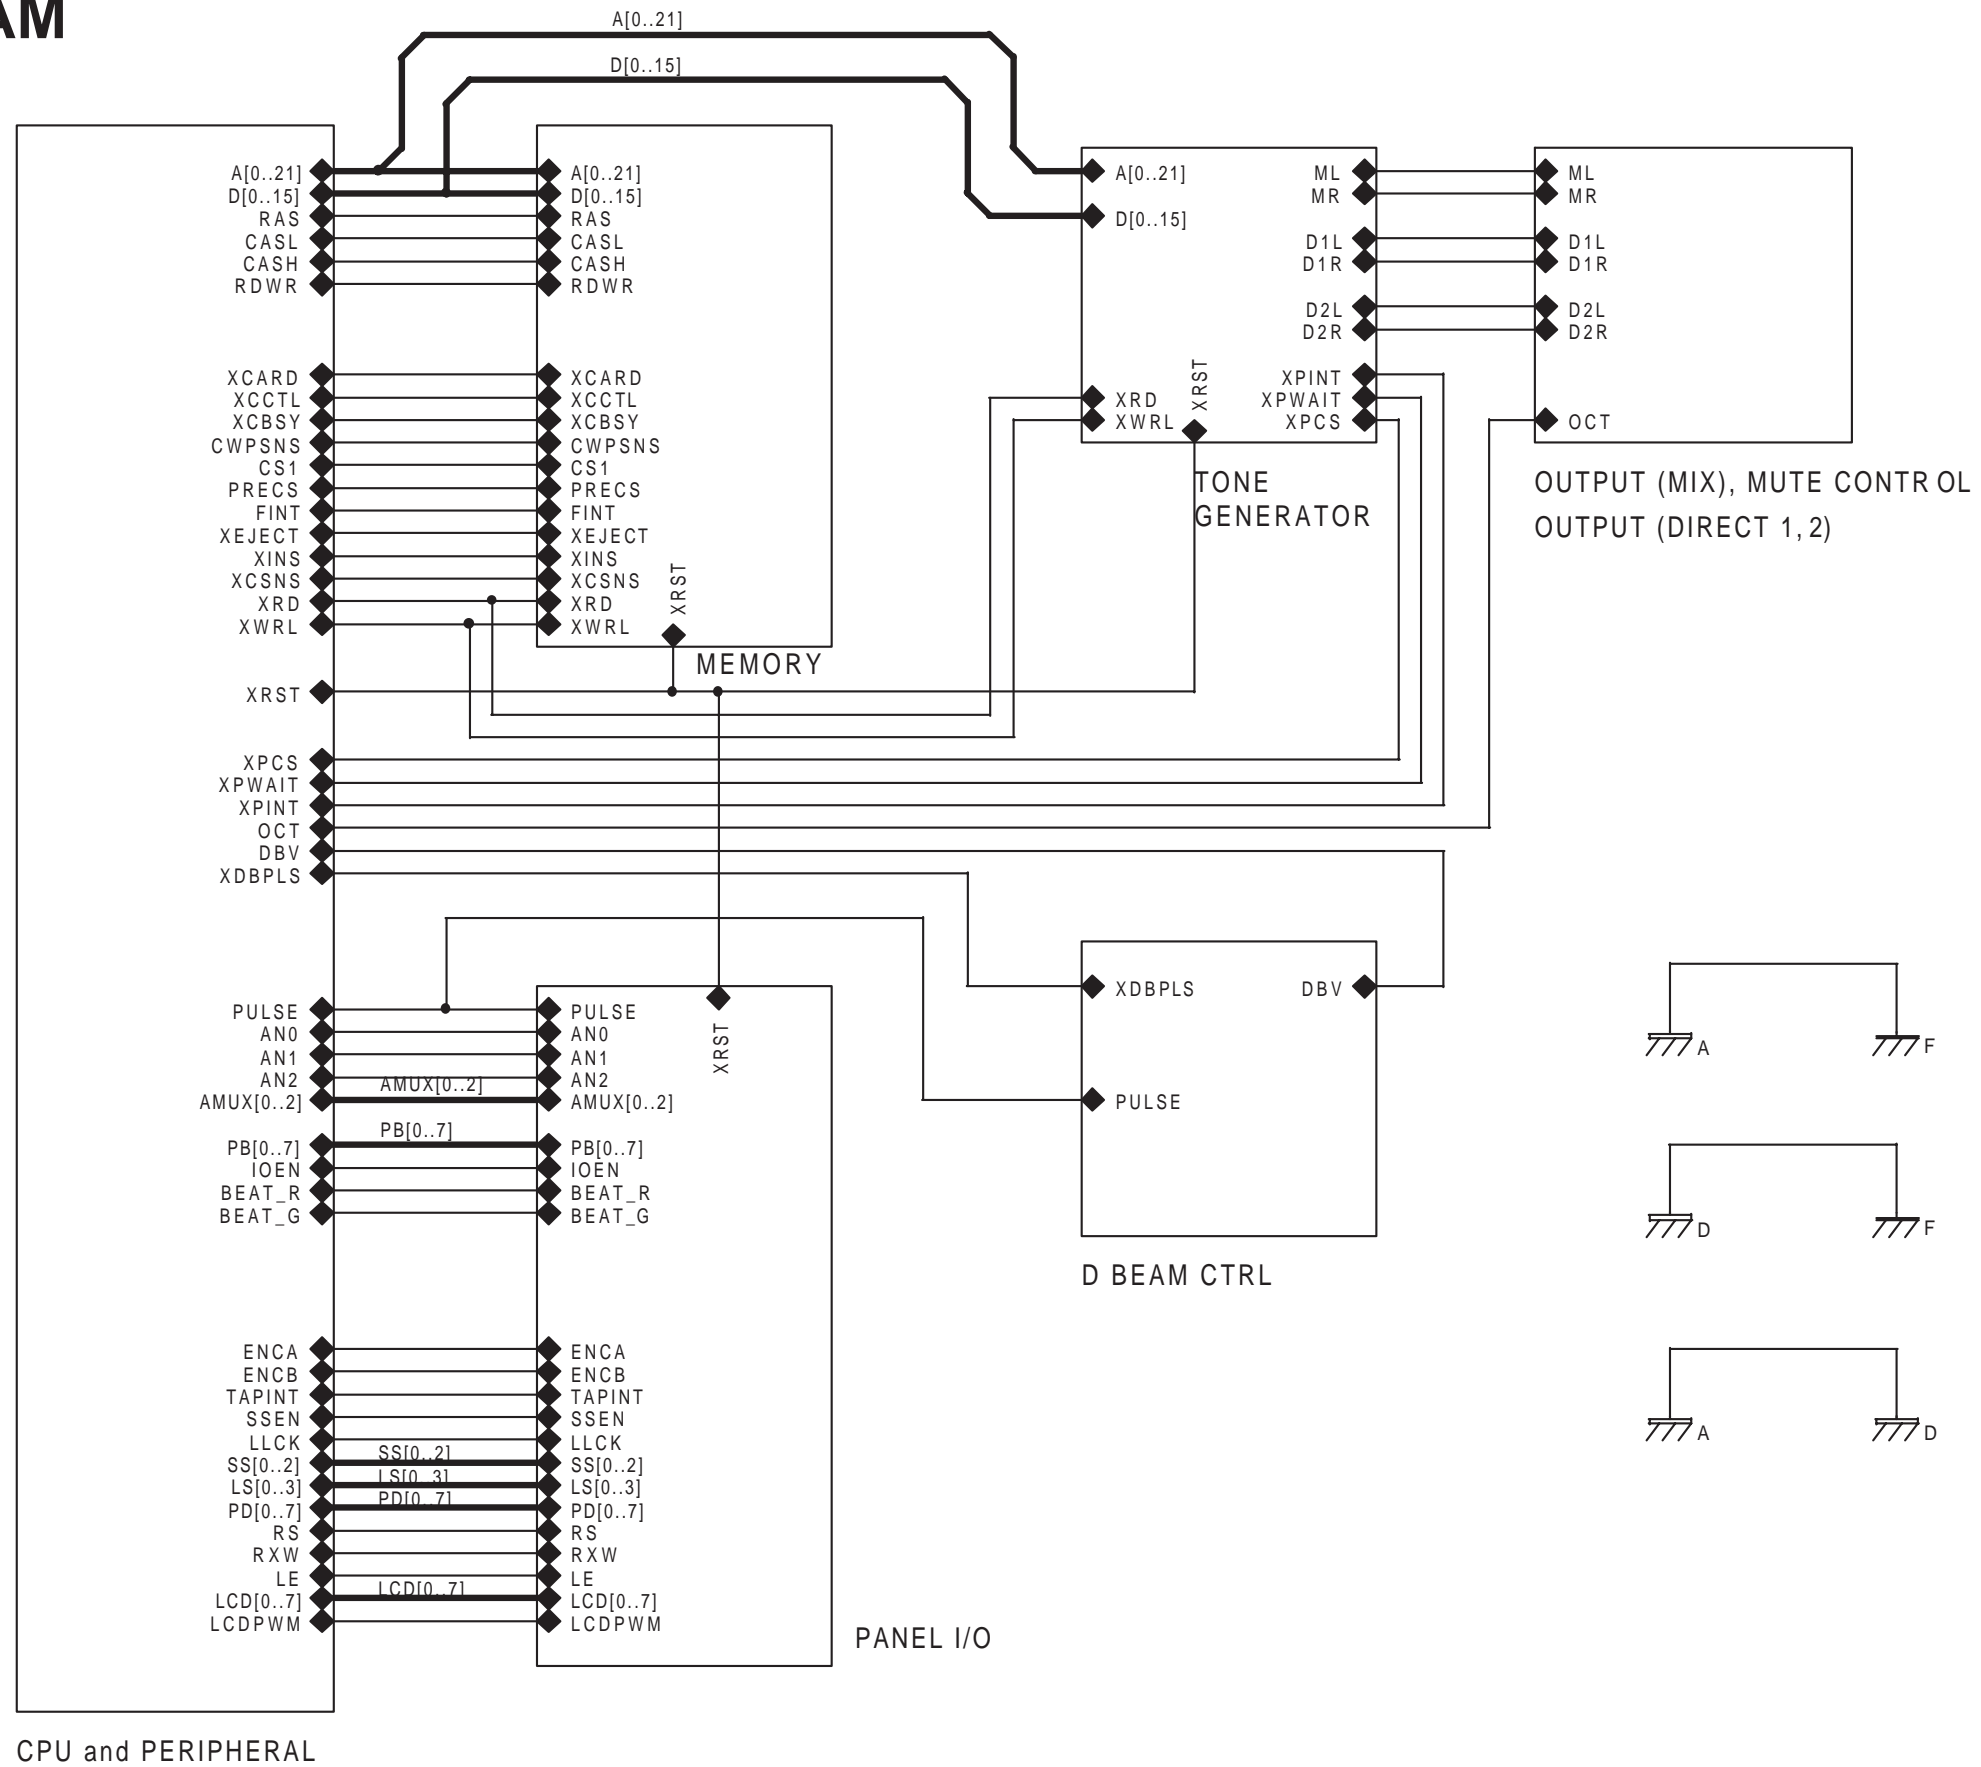 AM
A[0..21]
D[0..15]
A[0..21]
D[0..15]
RAS
CASL
CASH
RDWR
XCARD
XCCTL
XCBSY
CWPSNS
CS1
PRECS
FINT
XEJECT
XINS
XCSNS
XRD
XWRL
XRST
XPCS
XPWAIT
XPINT
OCT
DBV
XDBPLS
PULSE
AN0
AN1
AN2
AMUX[0..2]
PB[0..7]
IOEN
BEAT_R
BEAT_G
ENCA
ENCB
TAPINT
SSEN
LLCK
SS[0..2]
LS[0..3]
PD[0..7]
RS
RXW
LE
LCD[0..7]
LCDPWM
CPU and PERIPHERAL
A[0..21]
D[0..15]
RAS
CASL
CASH
RDWR
XCARD
XCCTL
XCBSY
CWPSNS
CS1
PRECS
FINT
XEJECT
XINS
XCSNS
XRD
XWRL
XRST
MEMORY
AMUX[0..2]
PB[0..7]
SS[0..2]
LS[0..3]
PD[0..7]
LCD[0..7]
PULSE
AN0
AN1
AN2
AMUX[0..2]
PB[0..7]
IOEN
BEAT_R
BEAT_G
ENCA
ENCB
TAPINT
SSEN
LLCK
SS[0..2]
LS[0..3]
PD[0..7]
RS
RXW
LE
LCD[0..7]
LCDPWM
XRST
PANEL I/O
A[0..21]
D[0..15]
XRD
XWRL
XRST
ML
MR
D1L
D1R
D2L
D2R
XPINT
XPWAIT
XPCS
TONE
GENERATOR
ML
MR
D1L
D1R
D2L
D2R
OCT
OUTPUT (MIX), MUTE CONTROL
OUTPUT (DIRECT 1, 2)
XDBPLS
PULSE
DBV
D BEAM CTRL
A F
D F
A D